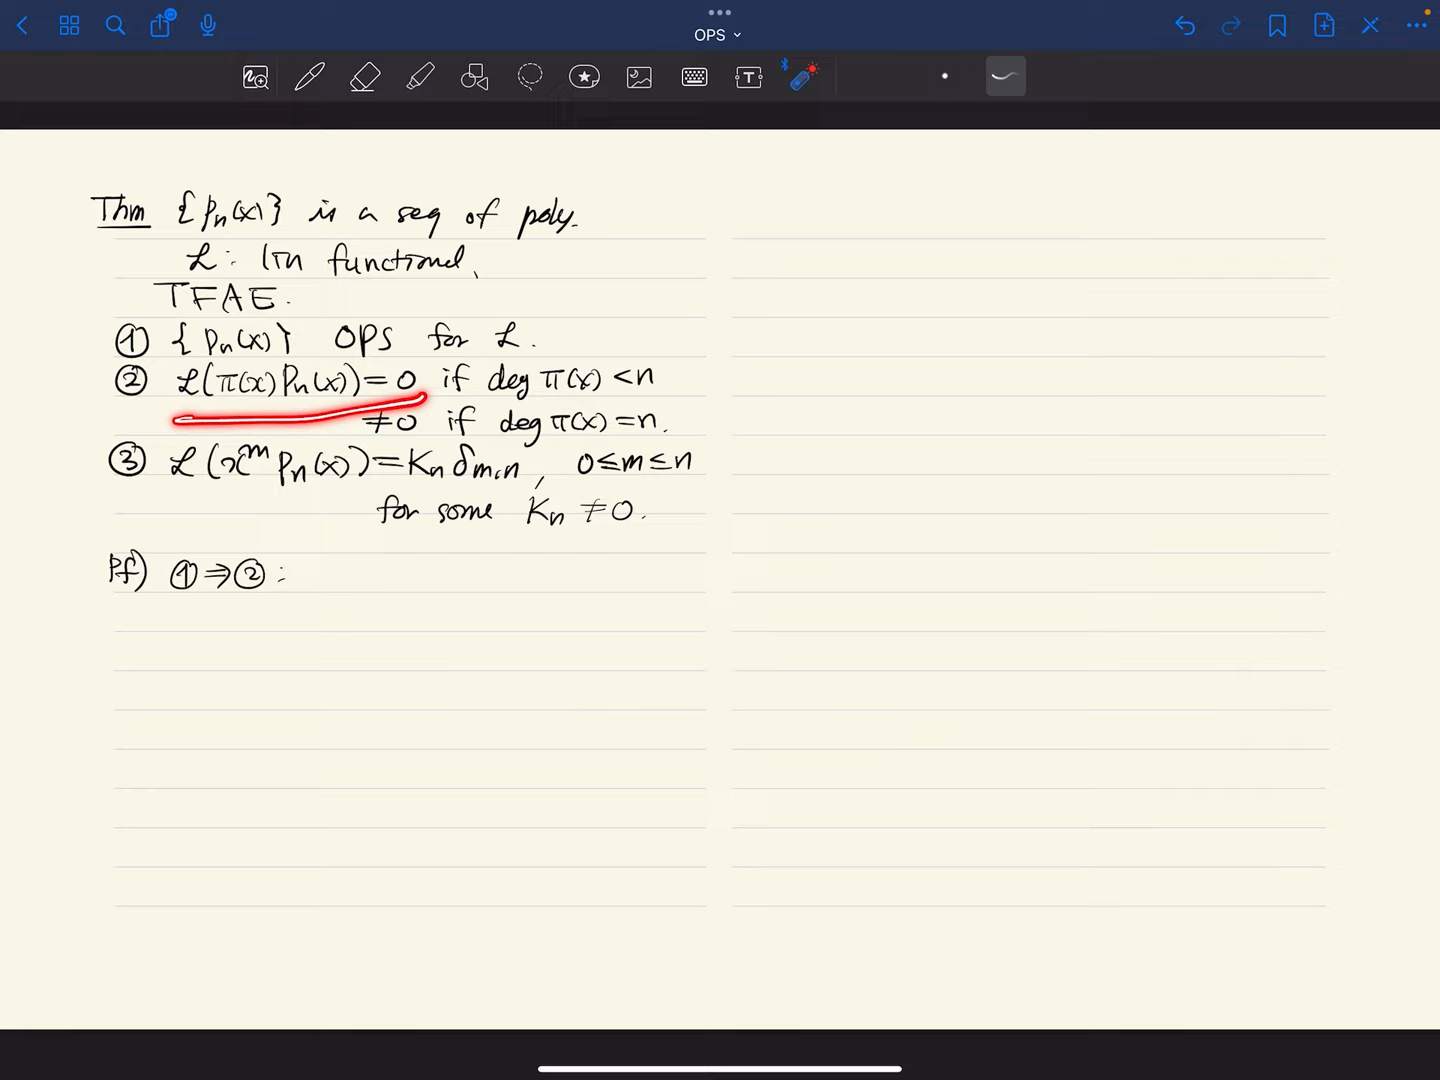 OPS
Thm {Pn(x)} is a seq of poly.
L : lin functional,
TFAE.
① {Pn(x)} OPS for L.
② L(π(x)Pn(x)) = 0 if deg π(x) < n
≠ 0 if deg π(x) = n.
③ L(x^m Pn(x)) = Kn δm,n, 0 ≤ m ≤ n
for some Kn ≠ 0.
Pf) ① ⇒ ② :